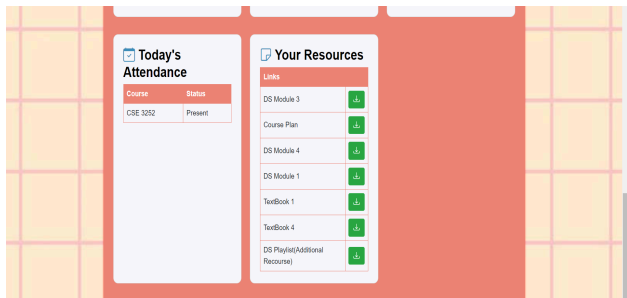 Today's
Attendance
Course Status
CSE 3252 Present
Your Resources
Links
DS Module 3
Course Plan
DS Module 4
DS Module 1
TextBook 1
TextBook 4
DS Playlist(Additional
Recourse)